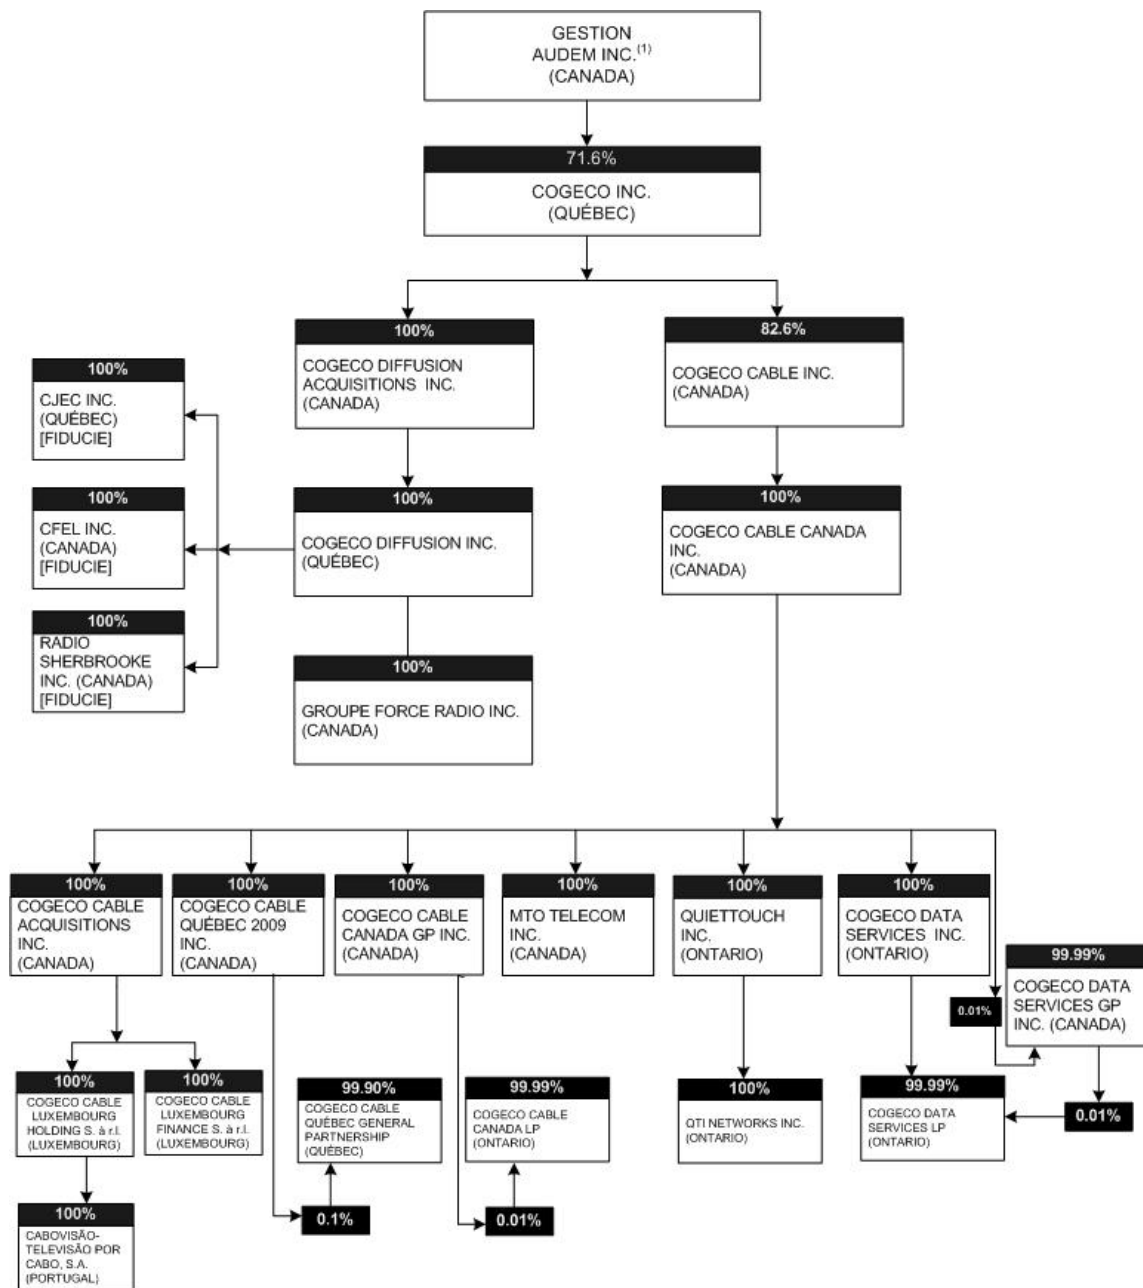 GESTION
AUDEM INC.(1)
(CANADA)
71.6%
COGECO INC.
(QUÉBEC)
100%
COGECO DIFFUSION
ACQUISITIONS INC.
(CANADA)
82.6%
COGECO CABLE INC.
(CANADA)
100%
CJEC INC.
(QUÉBEC)
[FIDUCIE]
100%
CFEL INC.
(CANADA)
[FIDUCIE]
100%
RADIO
SHERBROOKE
INC. (CANADA)
[FIDUCIE]
100%
COGECO DIFFUSION INC.
(QUÉBEC)
100%
COGECO CABLE CANADA
INC.
(CANADA)
100%
GROUPE FORCE RADIO INC.
(CANADA)
100%
COGECO CABLE
ACQUISITIONS
INC.
(CANADA)
100%
COGECO CABLE
QUÉBEC 2009
INC.
(CANADA)
100%
COGECO CABLE
CANADA GP INC.
(CANADA)
100%
MTO TELECOM
INC.
(CANADA)
100%
QUIETTOUCH
INC.
(ONTARIO)
100%
COGECO DATA
SERVICES INC.
(ONTARIO)
0.01%
99.99%
COGECO DATA
SERVICES GP
INC. (CANADA)
100%
COGECO CABLE
LUXEMBOURG
HOLDING S. à r.l.
(LUXEMBOURG)
100%
COGECO CABLE
LUXEMBOURG
FINANCE S. à r.l.
(LUXEMBOURG)
99.90%
COGECO CABLE
QUÉBEC GENERAL
PARTNERSHIP
(QUÉBEC)
99.99%
COGECO CABLE
CANADA LP
(ONTARIO)
100%
QTI NETWORKS INC.
(ONTARIO)
99.99%
COGECO DATA
SERVICES LP
(ONTARIO)
0.01%
100%
CABOVISÃO-
TELEVISÃO POR
CABO, S.A.
(PORTUGAL)
0.1%
0.01%